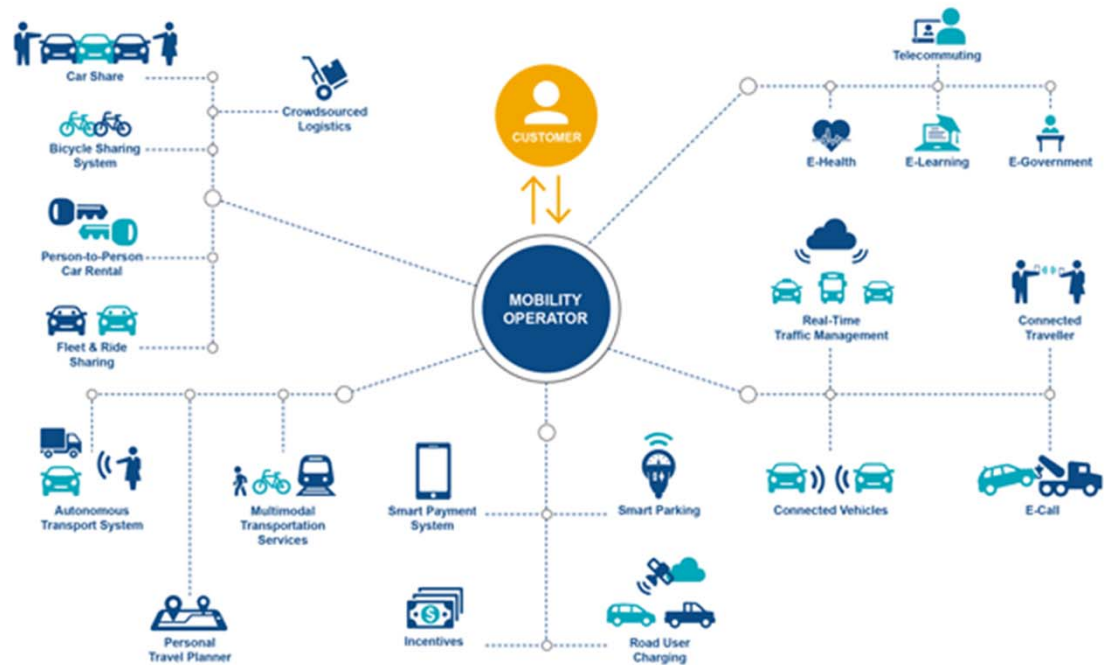 Car Share
Crowdsourced
Logistics
Bicycle Sharing
System
Person-to-Person
Car Rental
Fleet & Ride
Sharing
CUSTOMER
Telecommuting
E-Health
E-Learning
E-Government
MOBILITY
OPERATOR
Real-Time
Traffic Management
Connected
Traveller
Autonomous
Transport System
Multimodal
Transportation
Services
Personal
Travel Planner
Smart Payment
System
Smart Parking
Incentives
$
Road User
Charging
Connected Vehicles
E-Call